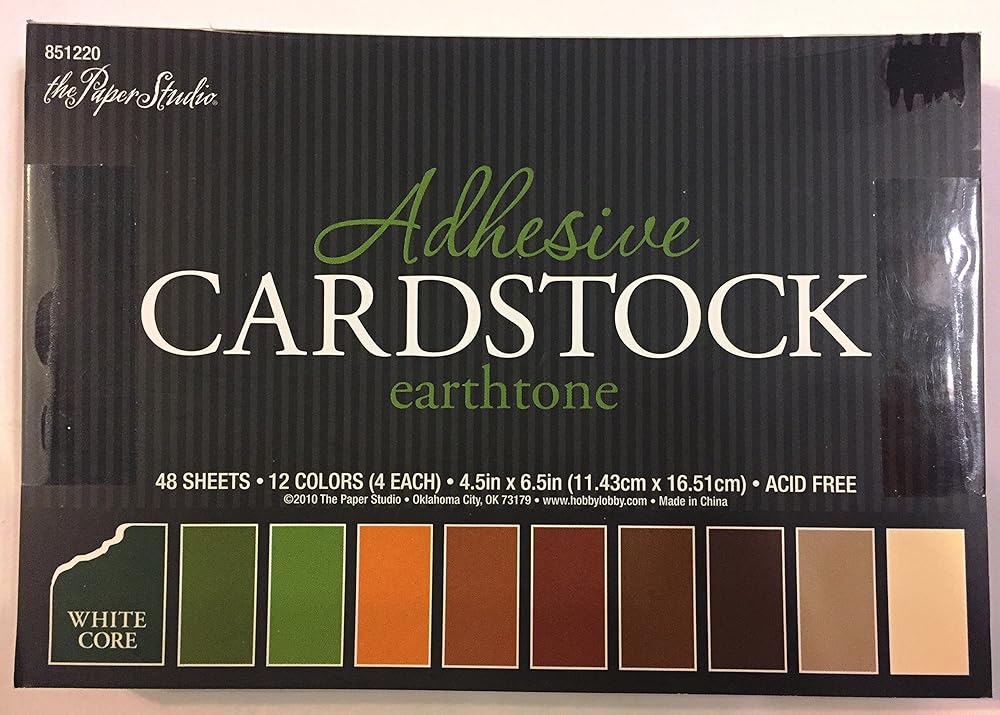 851220
the Paper Studio®
Adhesive
CARDSTOCK
earthtone
48 SHEETS • 12 COLORS (4 EACH) • 4.5in x 6.5in (11.43cm x 16.51cm) • ACID FREE
©2010 The Paper Studio • Oklahoma City, OK 73179 • www.hobbylobby.com • Made in China
WHITE
CORE